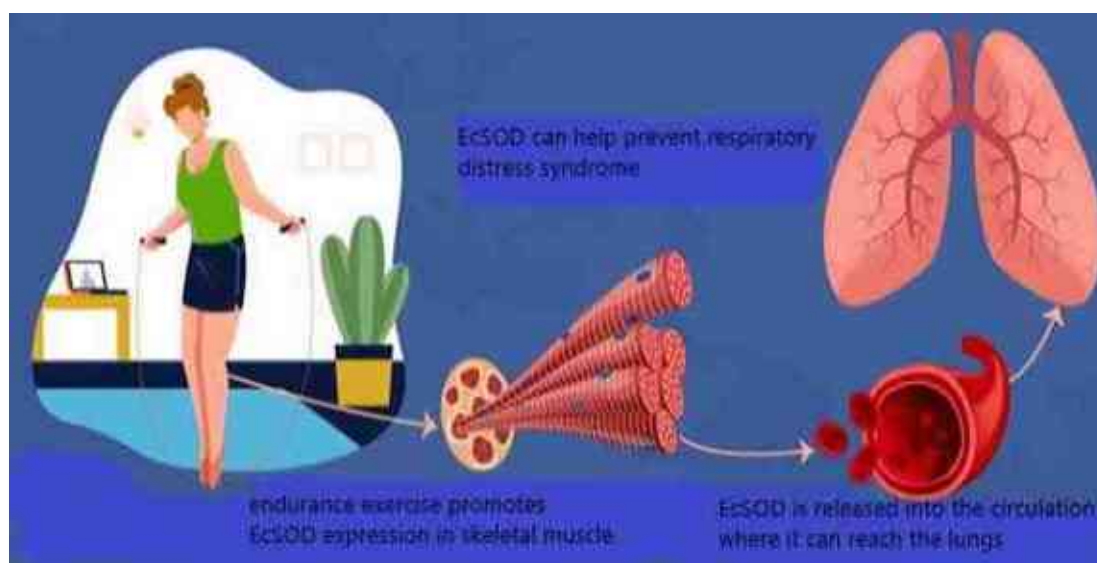 EcSOD can help prevent respiratory
distress syndrome
endurance exercise promotes
EcSOD expression in skeletal muscle
EcSOD is released into the circulation
where it can reach the lungs